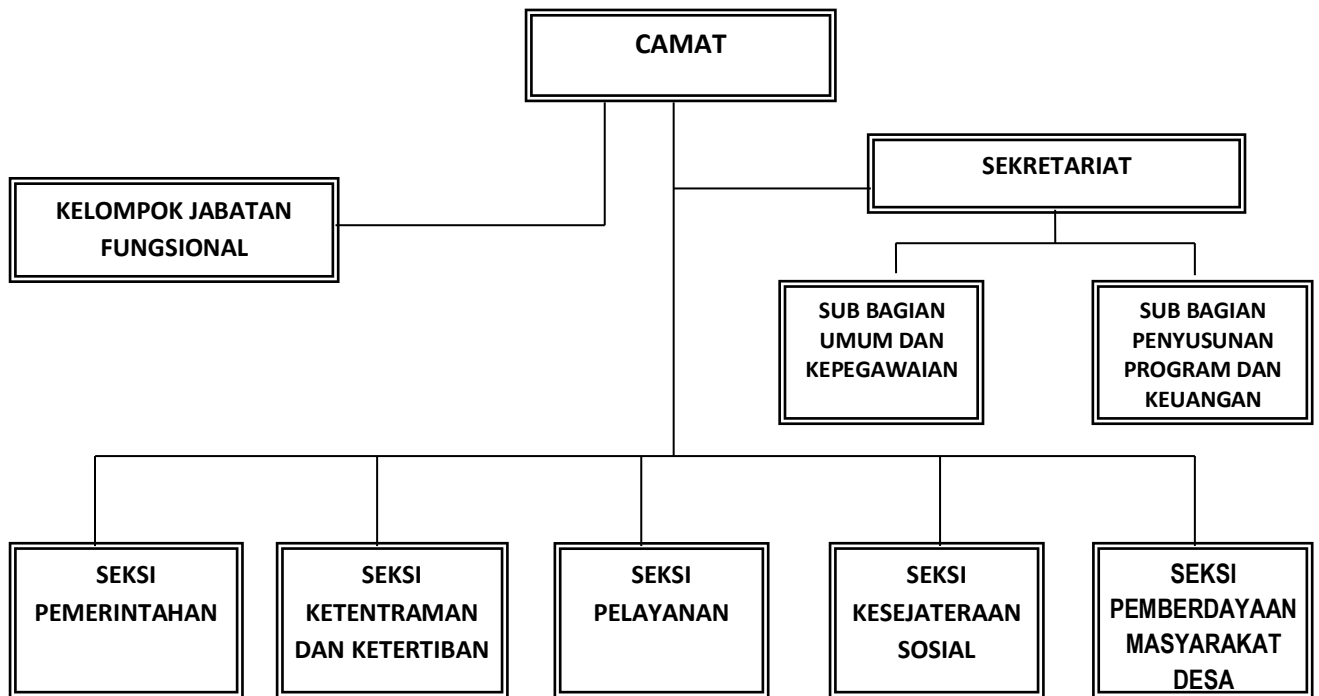 CAMAT
SEKRETARIAT
KELOMPOK JABATAN
FUNGSIONAL
SUB BAGIAN
UMUM DAN
KEPEGAWAIAN
SUB BAGIAN
PENYUSUNAN
PROGRAM DAN
KEUANGAN
SEKSI
PEMERINTAHAN
SEKSI
KETENTRAMAN
DAN KETERTIBAN
SEKSI
PELAYANAN
SEKSI
KESEJATERAAN
SOSIAL
SEKSI
PEMBERDAYAAN
MASYARAKAT
DESA